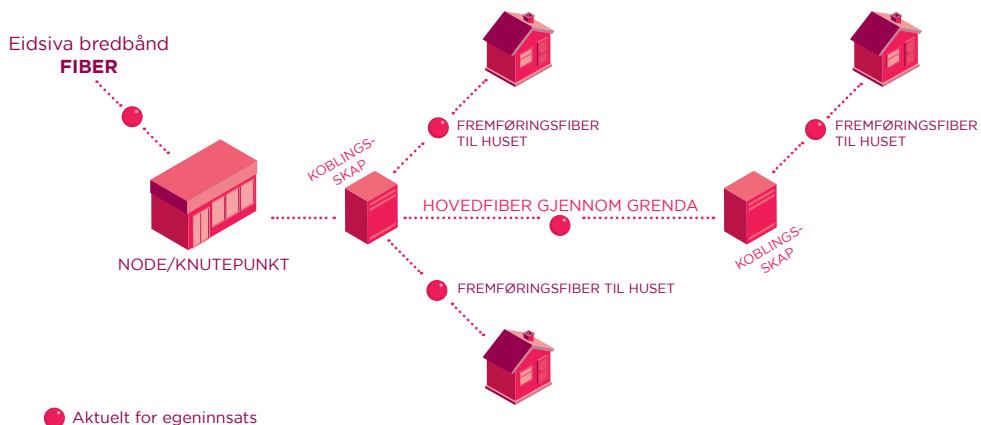 Eidsiva bredbånd
FIBER
NODE/KNUTEPUNKT
KOBLINGS-
SKAP
FREMFØRINGSFIBER
TIL HUSET
HOVEDFIBER GJENNOM GRENDA
FREMFØRINGSFIBER TIL HUSET
FREMFØRINGSFIBER
TIL HUSET
KOBLINGS-
SKAP
Aktuelt for egeninnsats